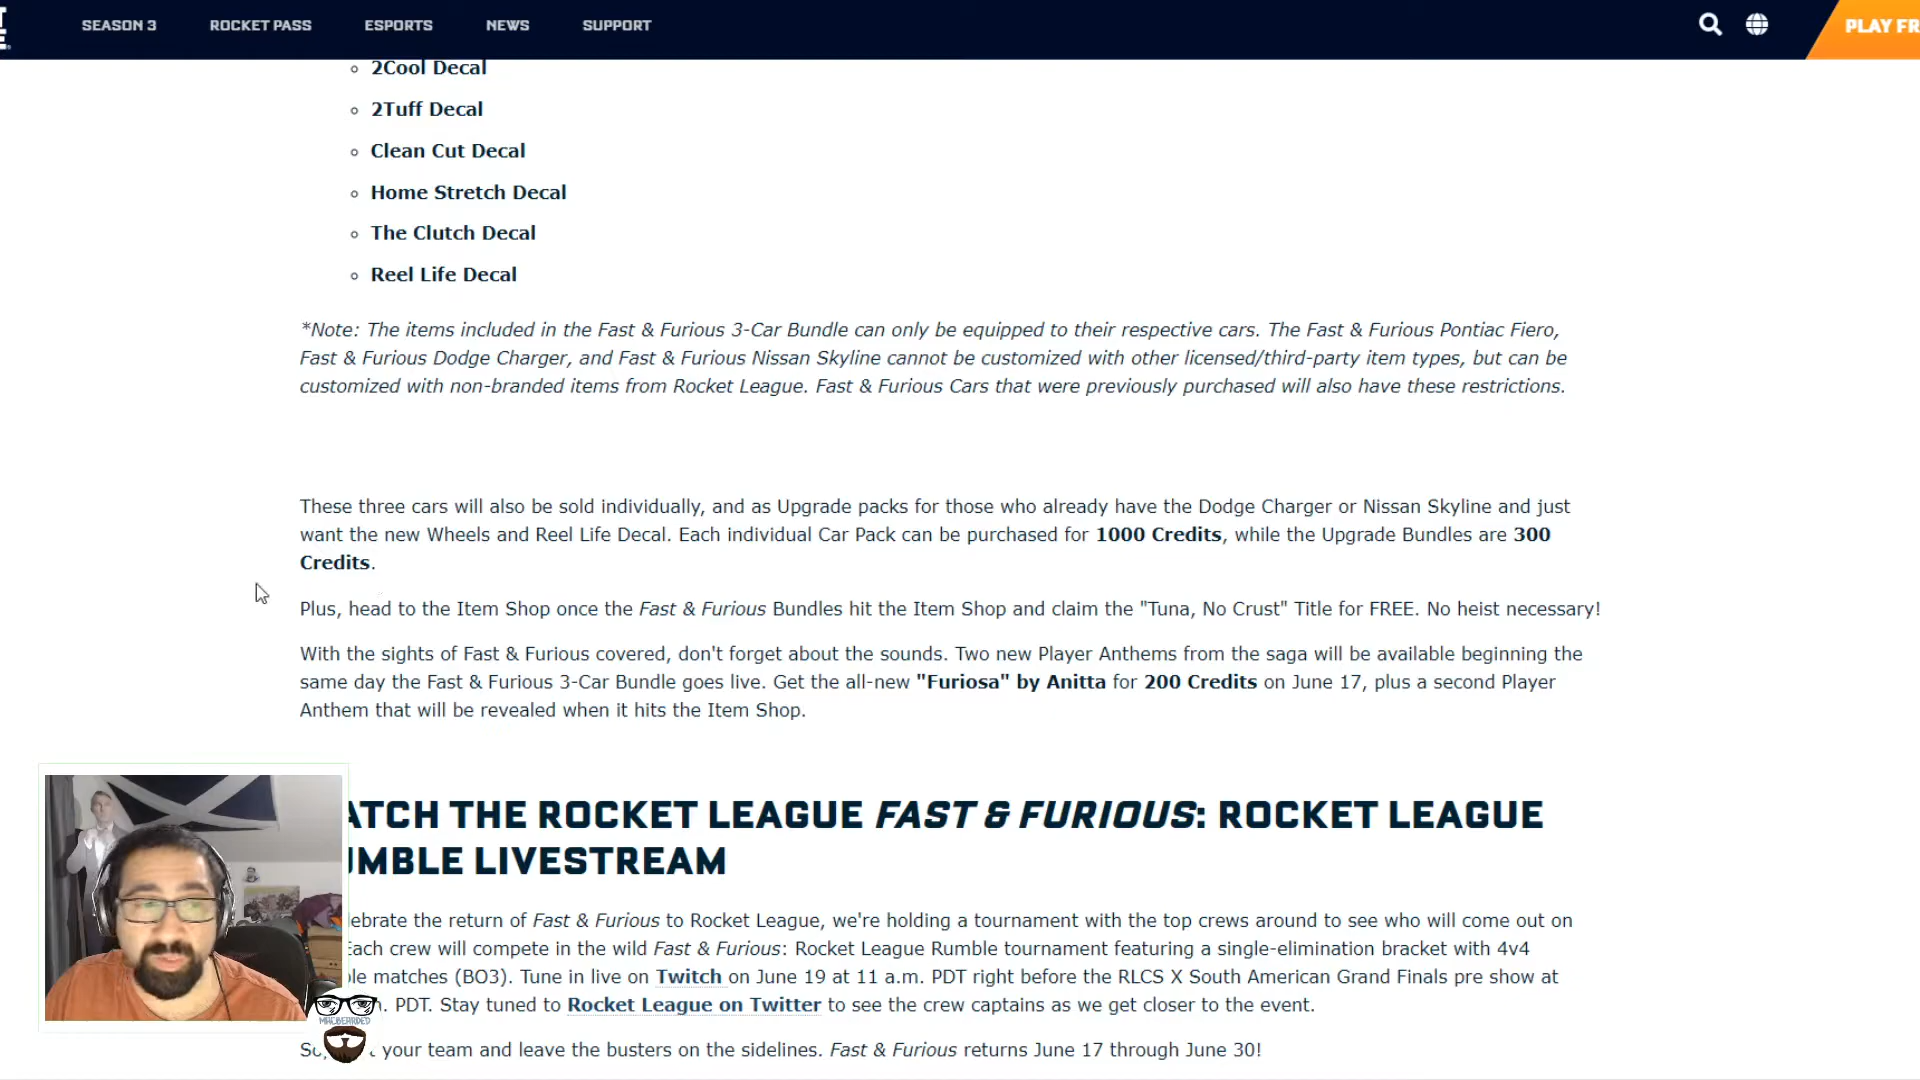 SEASON 3 ROCKET PASS ESPORTS NEWS SUPPORT PLAY FR
2Cool Decal
2Tuff Decal
Clean Cut Decal
Home Stretch Decal
The Clutch Decal
Reel Life Decal
*Note: The items included in the Fast & Furious 3-Car Bundle can only be equipped to their respective cars. The Fast & Furious Pontiac Fiero,
Fast & Furious Dodge Charger, and Fast & Furious Nissan Skyline cannot be customized with other licensed/third-party item types, but can be
customized with non-branded items from Rocket League. Fast & Furious Cars that were previously purchased will also have these restrictions.
These three cars will also be sold individually, and as Upgrade packs for those who already have the Dodge Charger or Nissan Skyline and just
want the new Wheels and Reel Life Decal. Each individual Car Pack can be purchased for 1000 Credits, while the Upgrade Bundles are 300
Credits.
Plus, head to the Item Shop once the Fast & Furious Bundles hit the Item Shop and claim the "Tuna, No Crust" Title for FREE. No heist necessary!
With the sights of Fast & Furious covered, don't forget about the sounds. Two new Player Anthems from the saga will be available beginning the
same day the Fast & Furious 3-Car Bundle goes live. Get the all-new "Furiosa" by Anitta for 200 Credits on June 17, plus a second Player
Anthem that will be revealed when it hits the Item Shop.
ATCH THE ROCKET LEAGUE FAST & FURIOUS: ROCKET LEAGUE
UMBLE LIVESTREAM
lebrate the return of Fast & Furious to Rocket League, we're holding a tournament with the top crews around to see who will come out on
Each crew will compete in the wild Fast & Furious: Rocket League Rumble tournament featuring a single-elimination bracket with 4v4
ble matches (BO3). Tune in live on Twitch on June 19 at 11 a.m. PDT right before the RLCS X South American Grand Finals pre show at
. PDT. Stay tuned to Rocket League on Twitter to see the crew captains as we get closer to the event.
MACBEARDED
your team and leave the busters on the sidelines. Fast & Furious returns June 17 through June 30!